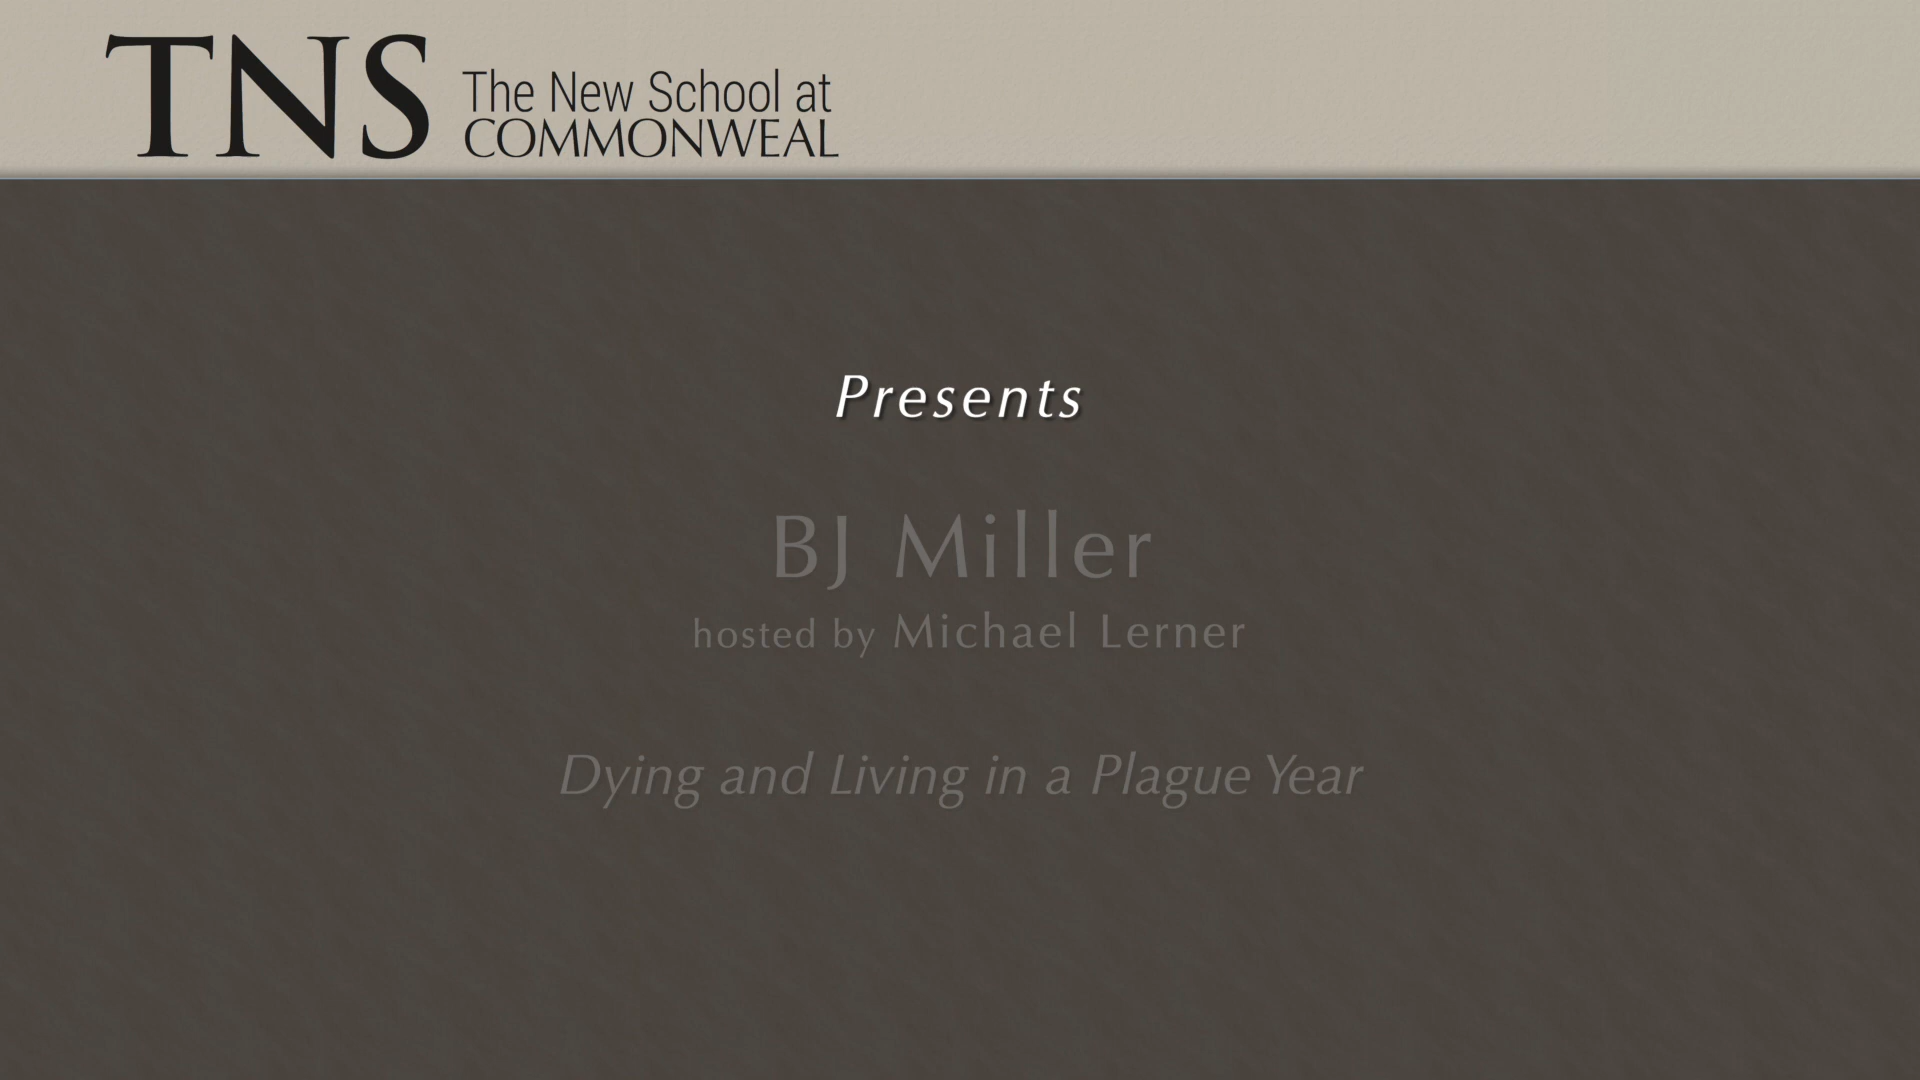 TNS
The New School at
COMMONWEAL
Presents
BJ Miller
hosted by Michael Lerner
Dying and Living in a Plague Year